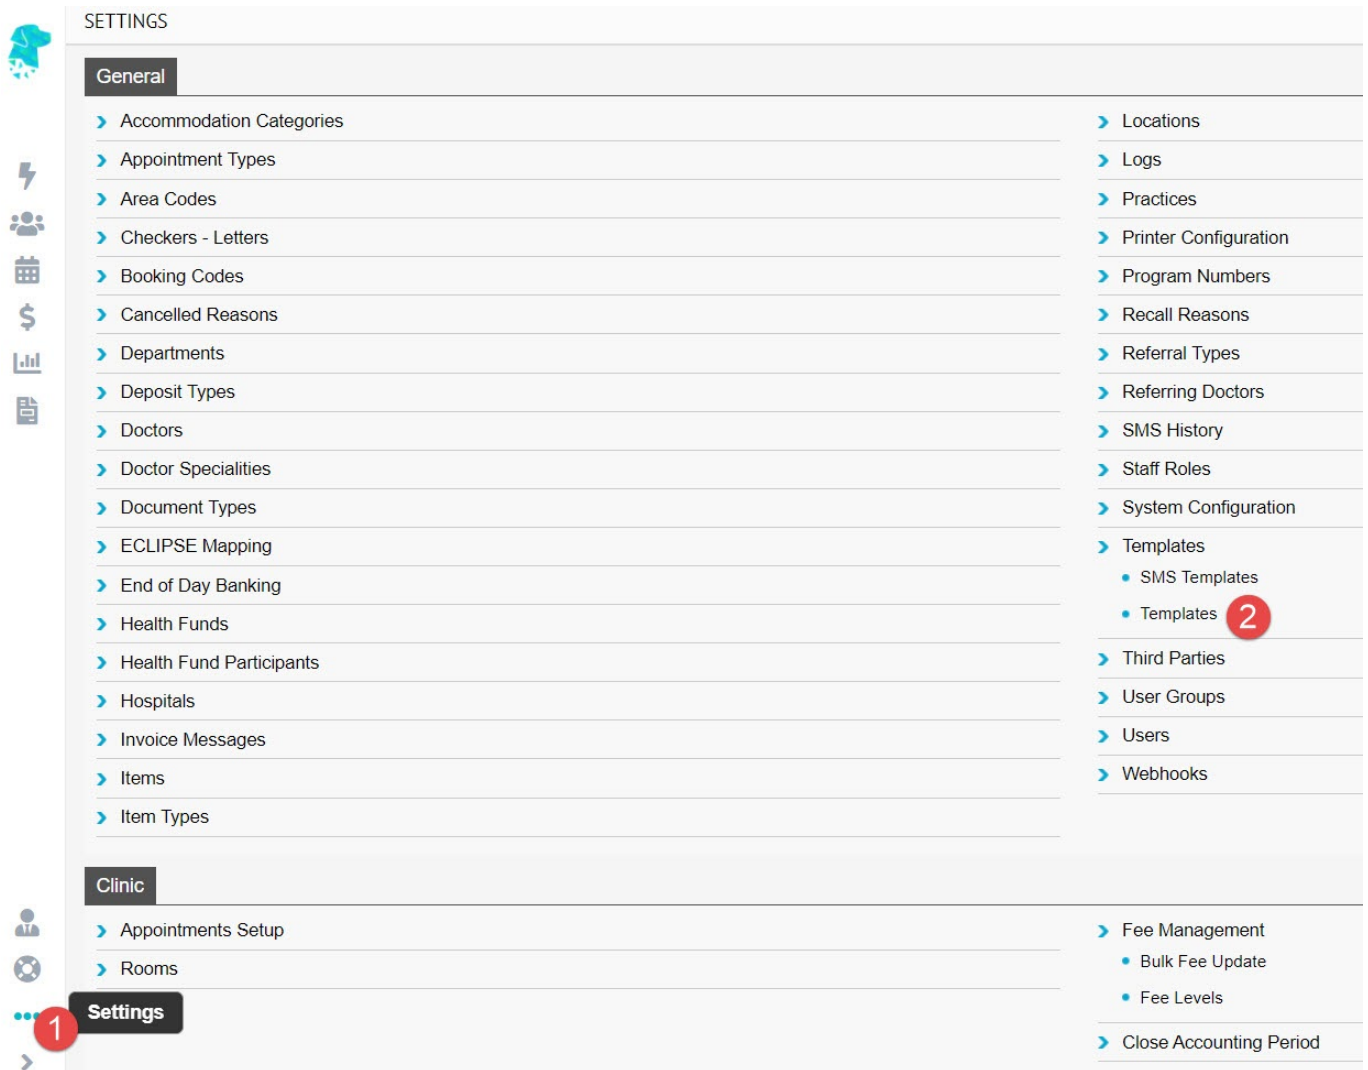 SETTINGS
General
Accommodation Categories
Appointment Types
Area Codes
Checkers - Letters
Booking Codes
Cancelled Reasons
Departments
Deposit Types
Doctors
Doctor Specialities
Document Types
ECLIPSE Mapping
End of Day Banking
Health Funds
Health Fund Participants
Hospitals
Invoice Messages
Items
Item Types
Locations
Logs
Practices
Printer Configuration
Program Numbers
Recall Reasons
Referral Types
Referring Doctors
SMS History
Staff Roles
System Configuration
Templates
SMS Templates
Templates 2
Third Parties
User Groups
Users
Webhooks
Clinic
Appointments Setup
Rooms
Fee Management
Bulk Fee Update
Fee Levels
Close Accounting Period
1 Settings